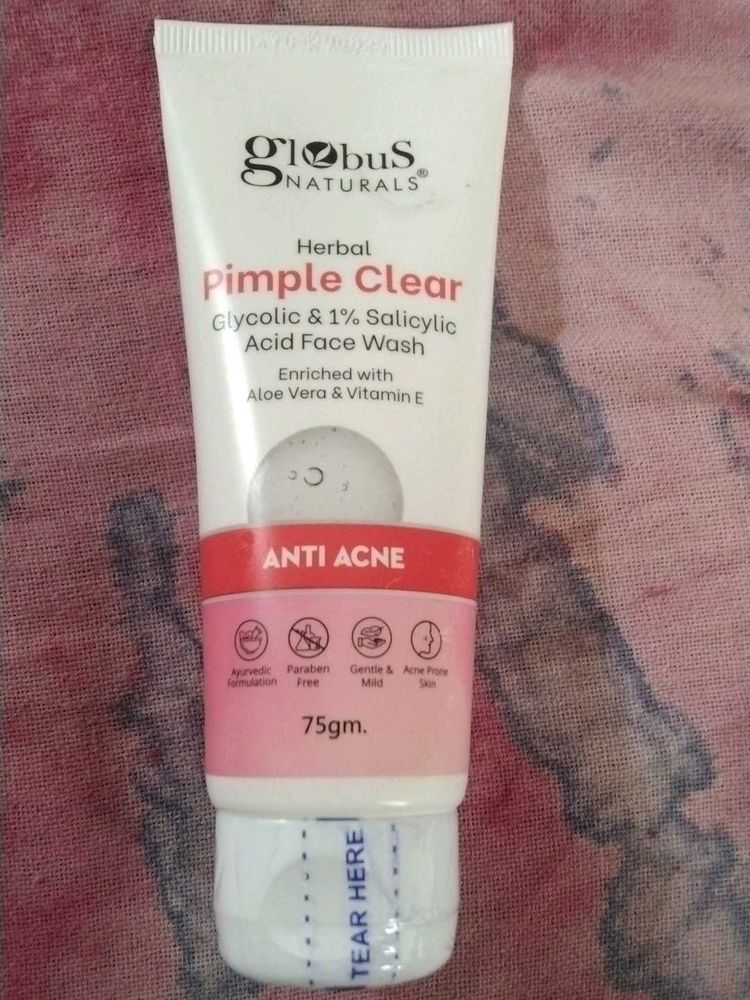 globus
NATURALS®
Herbal
Pimple Clear
Glycolic & 1% Salicylic
Acid Face Wash
Enriched with
Aloe Vera & Vitamin E
ANTI ACNE
Ayurvedic
Formulation
Paraben
Free
Gentle &
Mild
Acne Prone
Skin
75gm.
TEAR HERE